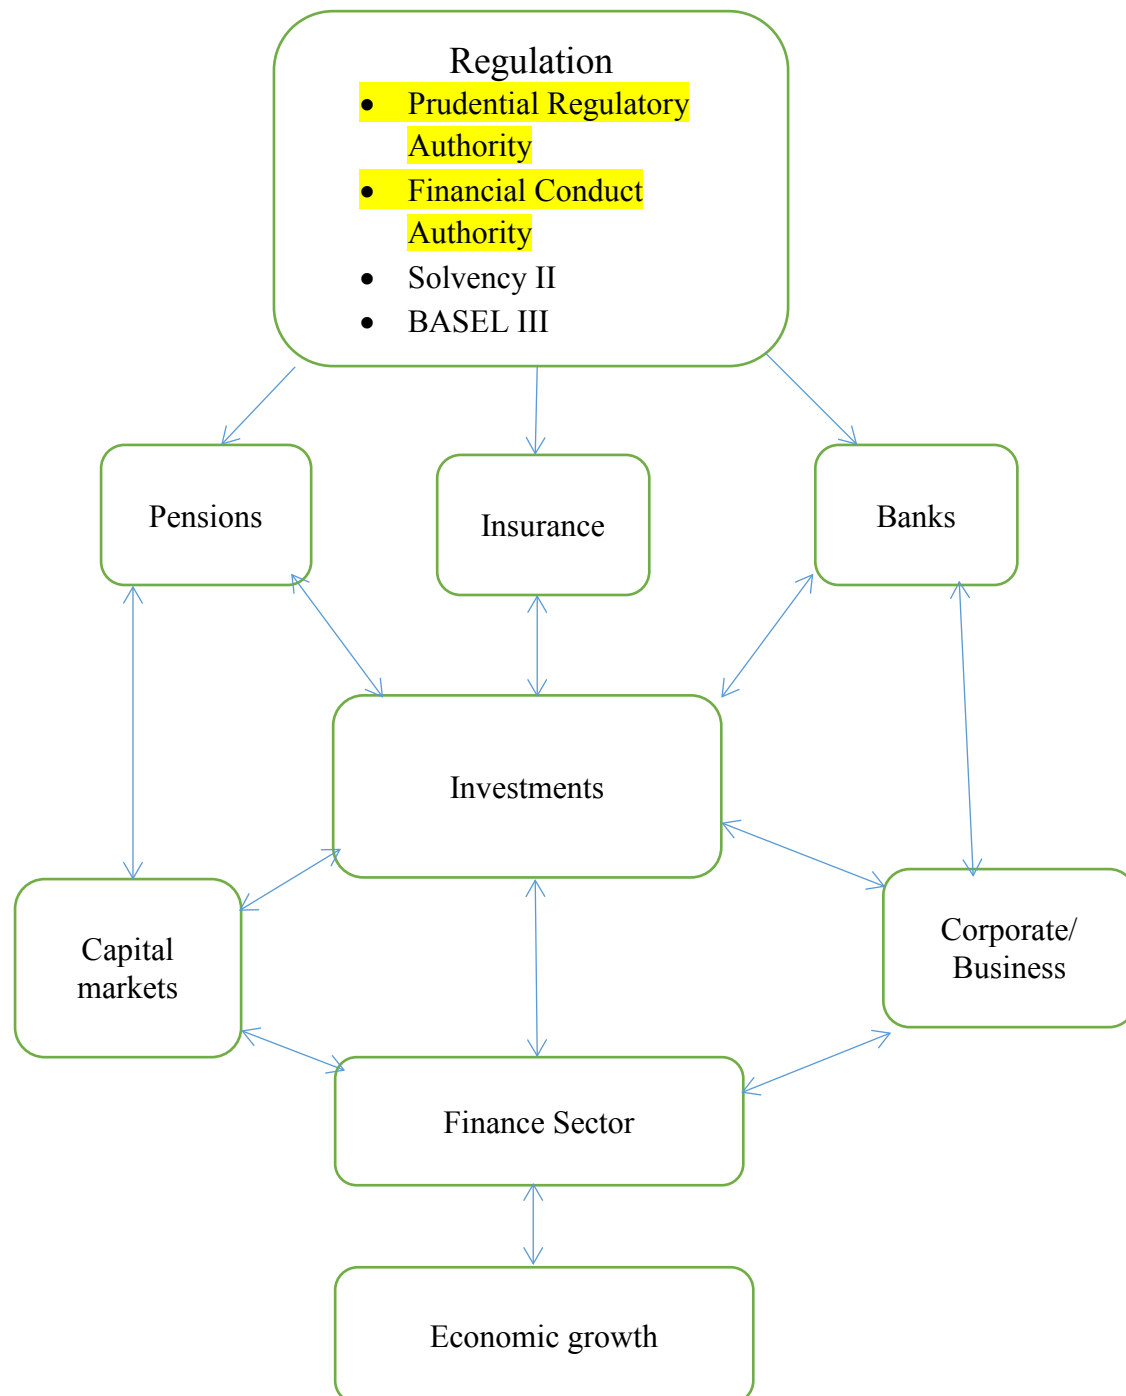 Regulation
• Prudential Regulatory
Authority
• Financial Conduct
Authority
• Solvency II
• BASEL III
Pensions
Insurance
Banks
Investments
Capital
markets
Corporate/
Business
Finance Sector
Economic growth